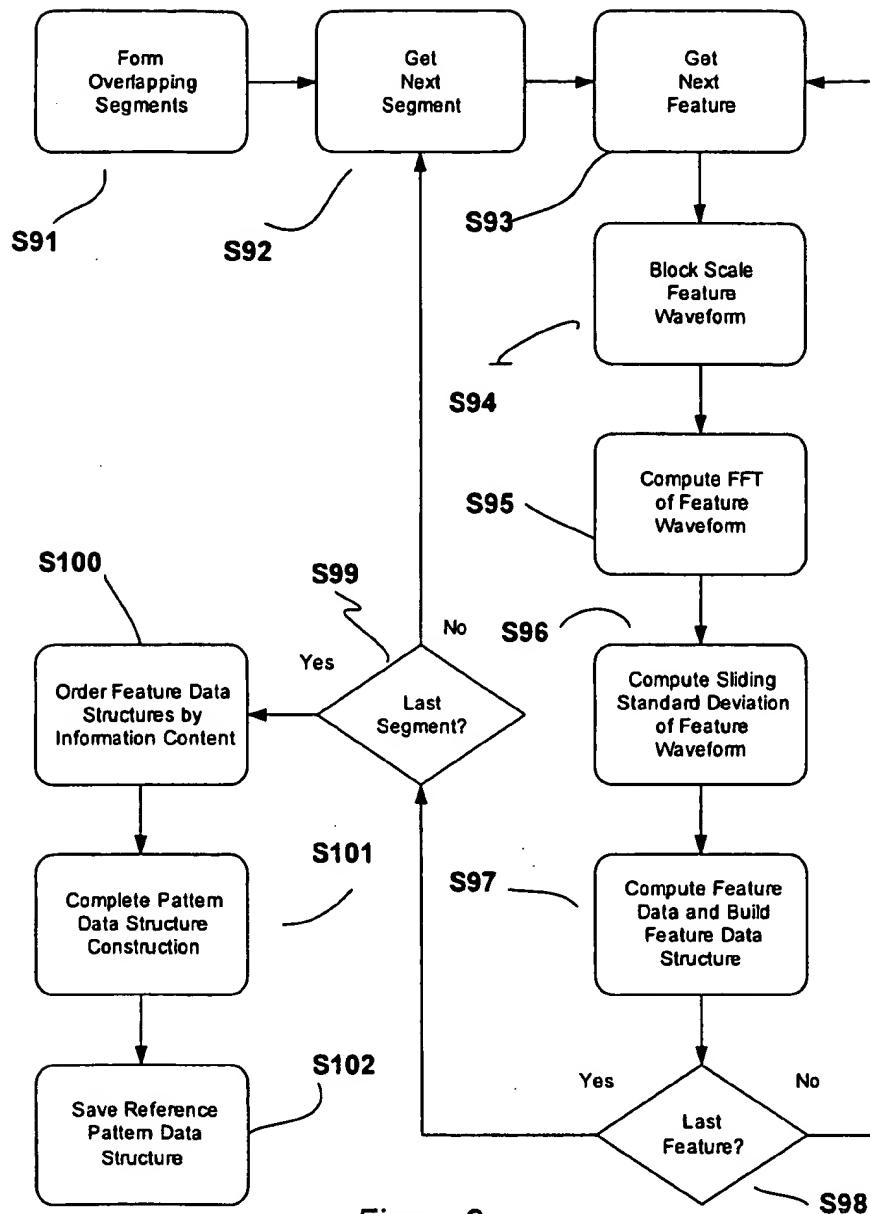 Form
Overlapping
Segments
Get
Next
Segment
Get
Next
Feature
S91
S92
S93
Block Scale
Feature
Waveform
S94
Compute FFT
of Feature
Waveform
S95
S96
Compute Sliding
Standard Deviation
of Feature
Waveform
S97
Compute Feature
Data and Build
Feature Data
Structure
Yes
No
Last
Feature?
S98
S99
No
Yes
Last
Segment?
S100
Order Feature Data
Structures by
Information Content
S101
Complete Pattern
Data Structure
Construction
S102
Save Reference
Pattern Data
Structure